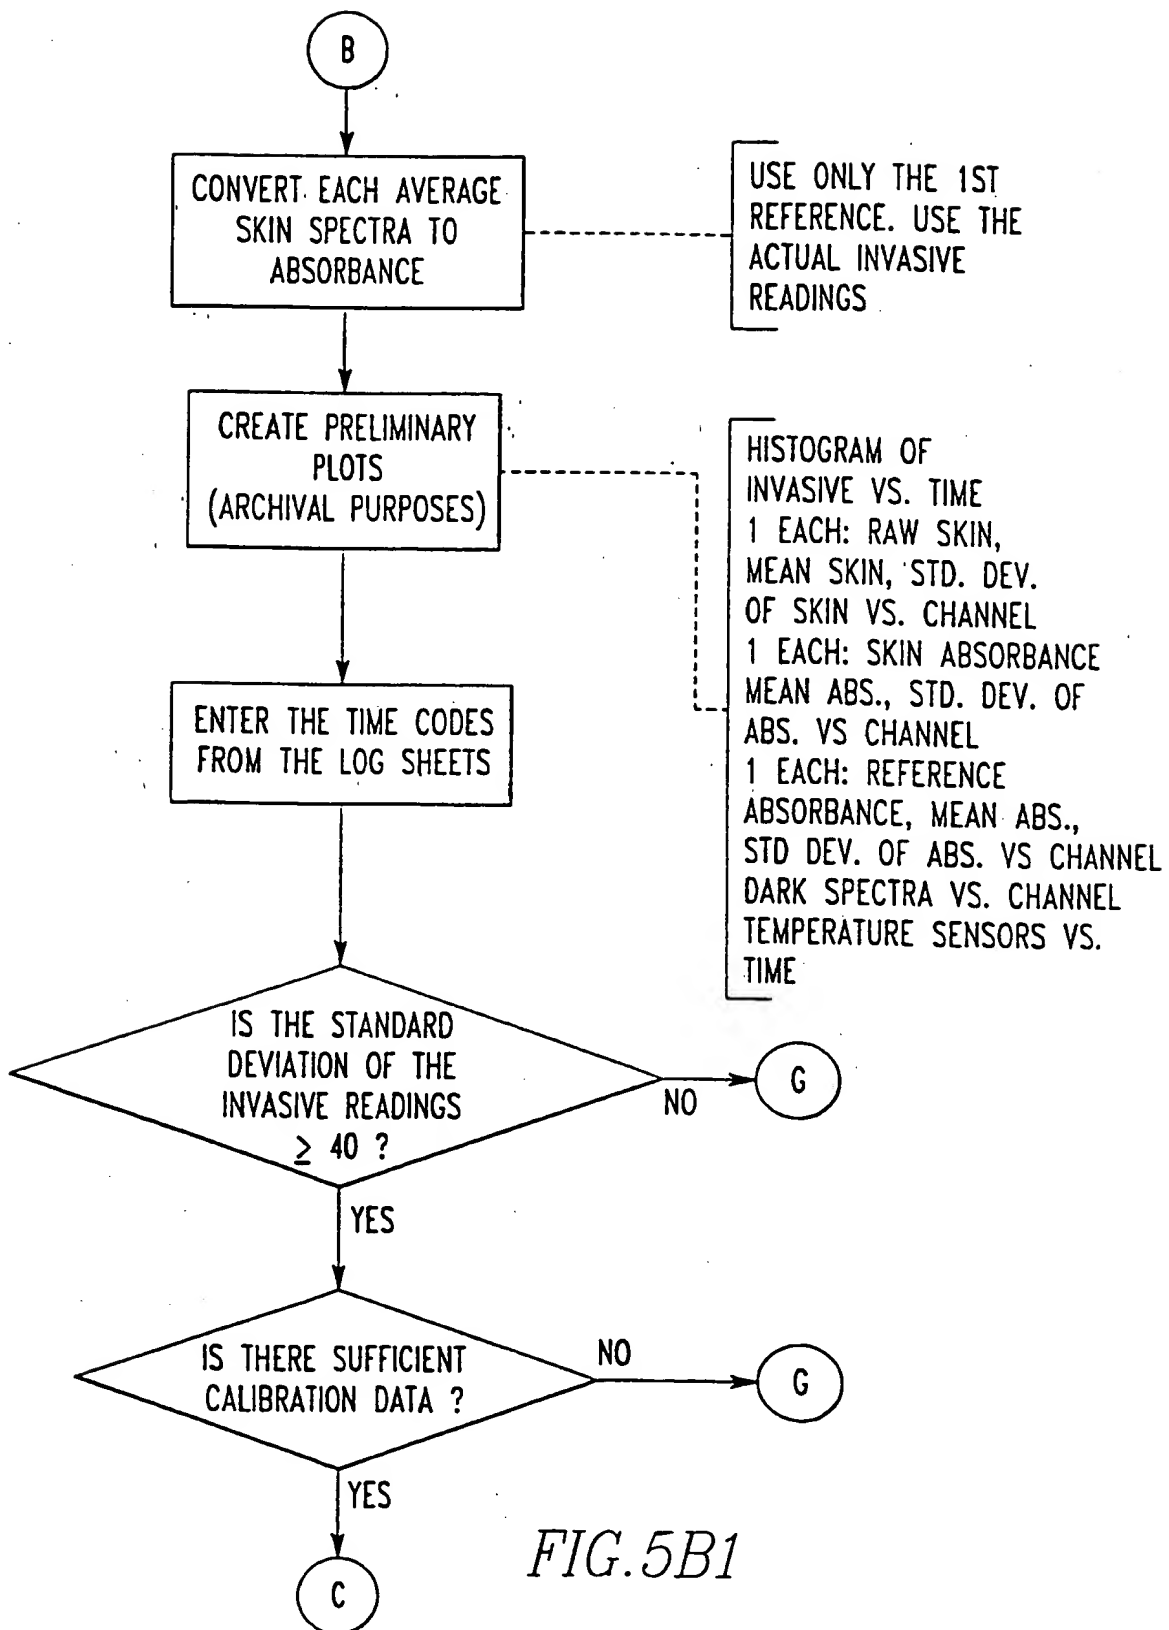 B
CONVERT EACH AVERAGE
SKIN SPECTRA TO
ABSORBANCE
USE ONLY THE 1ST
REFERENCE. USE THE
ACTUAL INVASIVE
READINGS
CREATE PRELIMINARY
PLOTS
(ARCHIVAL PURPOSES)
HISTOGRAM OF
INVASIVE VS. TIME
1 EACH: RAW SKIN,
MEAN SKIN, STD. DEV.
OF SKIN VS. CHANNEL
1 EACH: SKIN ABSORBANCE
MEAN ABS., STD. DEV. OF
ABS. VS CHANNEL
1 EACH: REFERENCE
ABSORBANCE, MEAN ABS.,
STD DEV. OF ABS. VS CHANNEL
DARK SPECTRA VS. CHANNEL
TEMPERATURE SENSORS VS.
TIME
ENTER THE TIME CODES
FROM THE LOG SHEETS
IS THE STANDARD
DEVIATION OF THE
INVASIVE READINGS
≥ 40 ?
NO
G
YES
IS THERE SUFFICIENT
CALIBRATION DATA ?
NO
G
YES
C
FIG.5B1